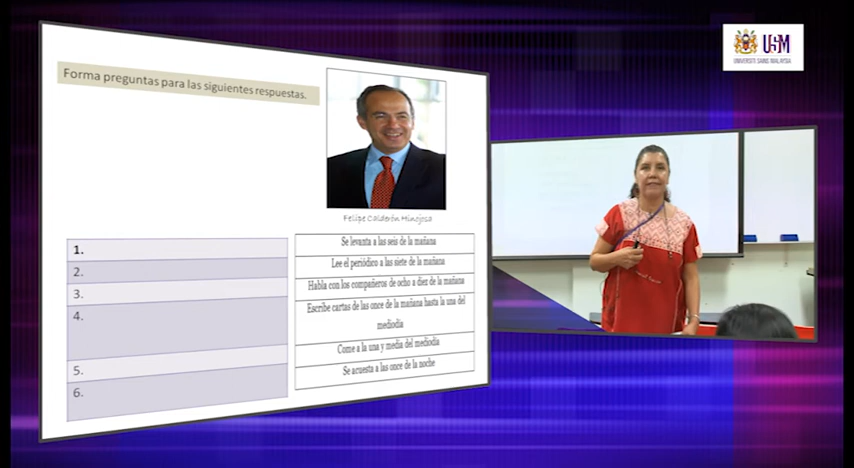 USM
UNIVERSITI SAINS MALAYSIA
Forma preguntas para las siguientes respuestas.
Felipe Calderón Hinojosa
1.
2.
3.
4.
5.
6.
Se levanta a las seis de la mañana
Lee el periódico a las siete de la mañana
Habla con los compañeros de ocho a diez de la mañana
Escribe cartas de las once de la mañana hasta la una del
mediodía
Come a la una y media del mediodía
Se acuesta a las once de la noche